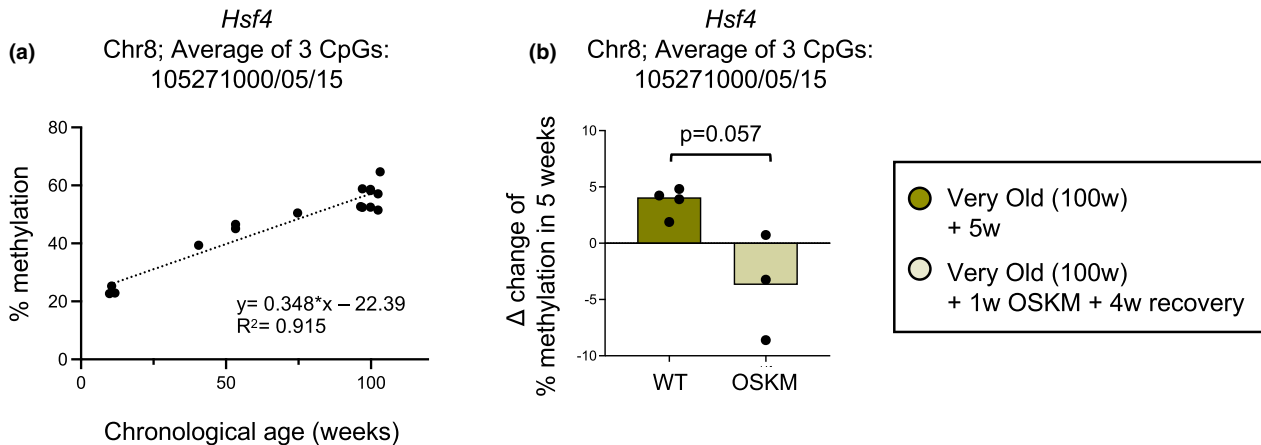 (a)
Hsf4
Chr8; Average of 3 CpGs:
105271000/05/15
% methylation
80
60
40
20
0
0
50
100
y= 0.348*x – 22.39
R²= 0.915
Chronological age (weeks)
(b)
Hsf4
Chr8; Average of 3 CpGs:
105271000/05/15
Δ change of
% methylation in 5 weeks
10
5
0
-5
-10
p=0.057
WT
OSKM
Very Old (100w)
+ 5w
Very Old (100w)
+ 1w OSKM + 4w recovery